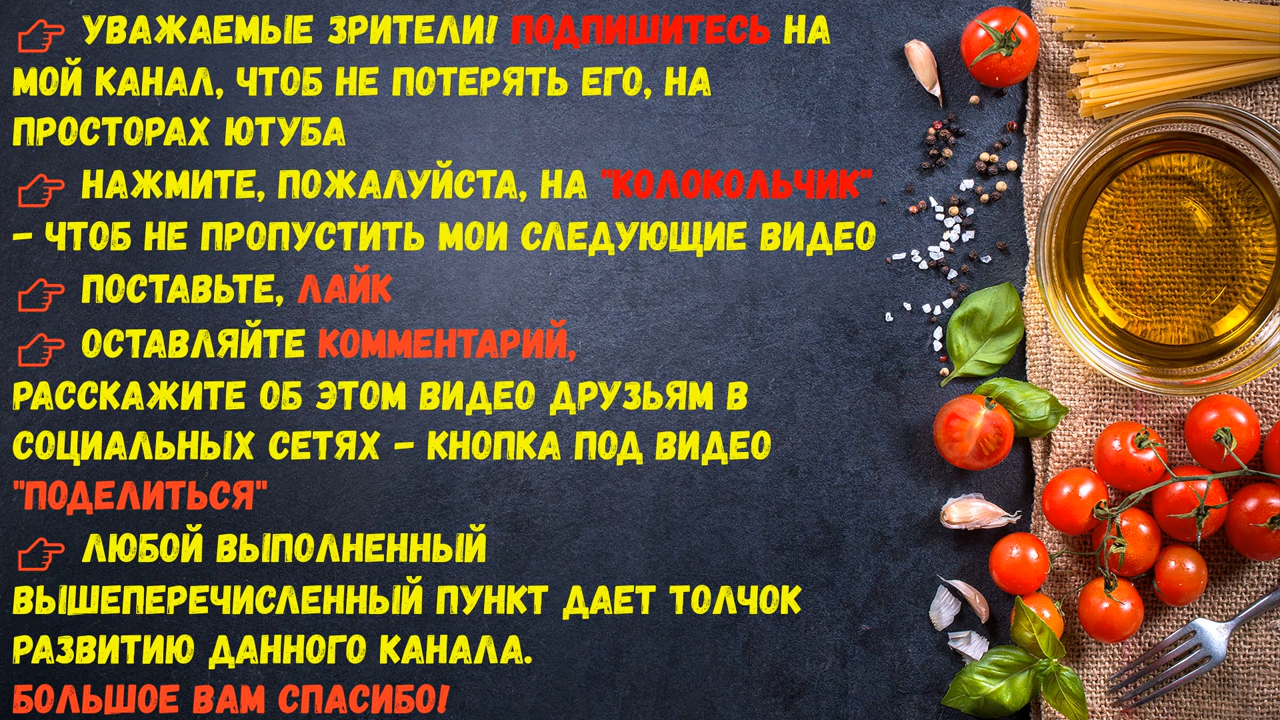 👉 УВАЖАЕМЫЕ ЗРИТЕЛИ! ПОДПИШИТЕСЬ НА
МОЙ КАНАЛ, ЧТОБ НЕ ПОТЕРЯТЬ ЕГО, НА
ПРОСТОРАХ ЮТУБА
👉 НАЖМИТЕ, ПОЖАЛУЙСТА, НА "КОЛОКОЛЬЧИК"
– ЧТОБ НЕ ПРОПУСТИТЬ МОИ СЛЕДУЮЩИЕ ВИДЕО
👉 ПОСТАВЬТЕ, ЛАЙК
👉 ОСТАВЛЯЙТЕ КОММЕНТАРИЙ,
РАССКАЖИТЕ ОБ ЭТОМ ВИДЕО ДРУЗЬЯМ В
СОЦИАЛЬНЫХ СЕТЯХ – КНОПКА ПОД ВИДЕО
"ПОДЕЛИТЬСЯ"
👉 ЛЮБОЙ ВЫПОЛНЕННЫЙ
ВЫШЕПЕРЕЧИСЛЕННЫЙ ПУНКТ ДАЕТ ТОЛЧОК
РАЗВИТИЮ ДАННОГО КАНАЛА.
БОЛЬШОЕ ВАМ СПАСИБО!